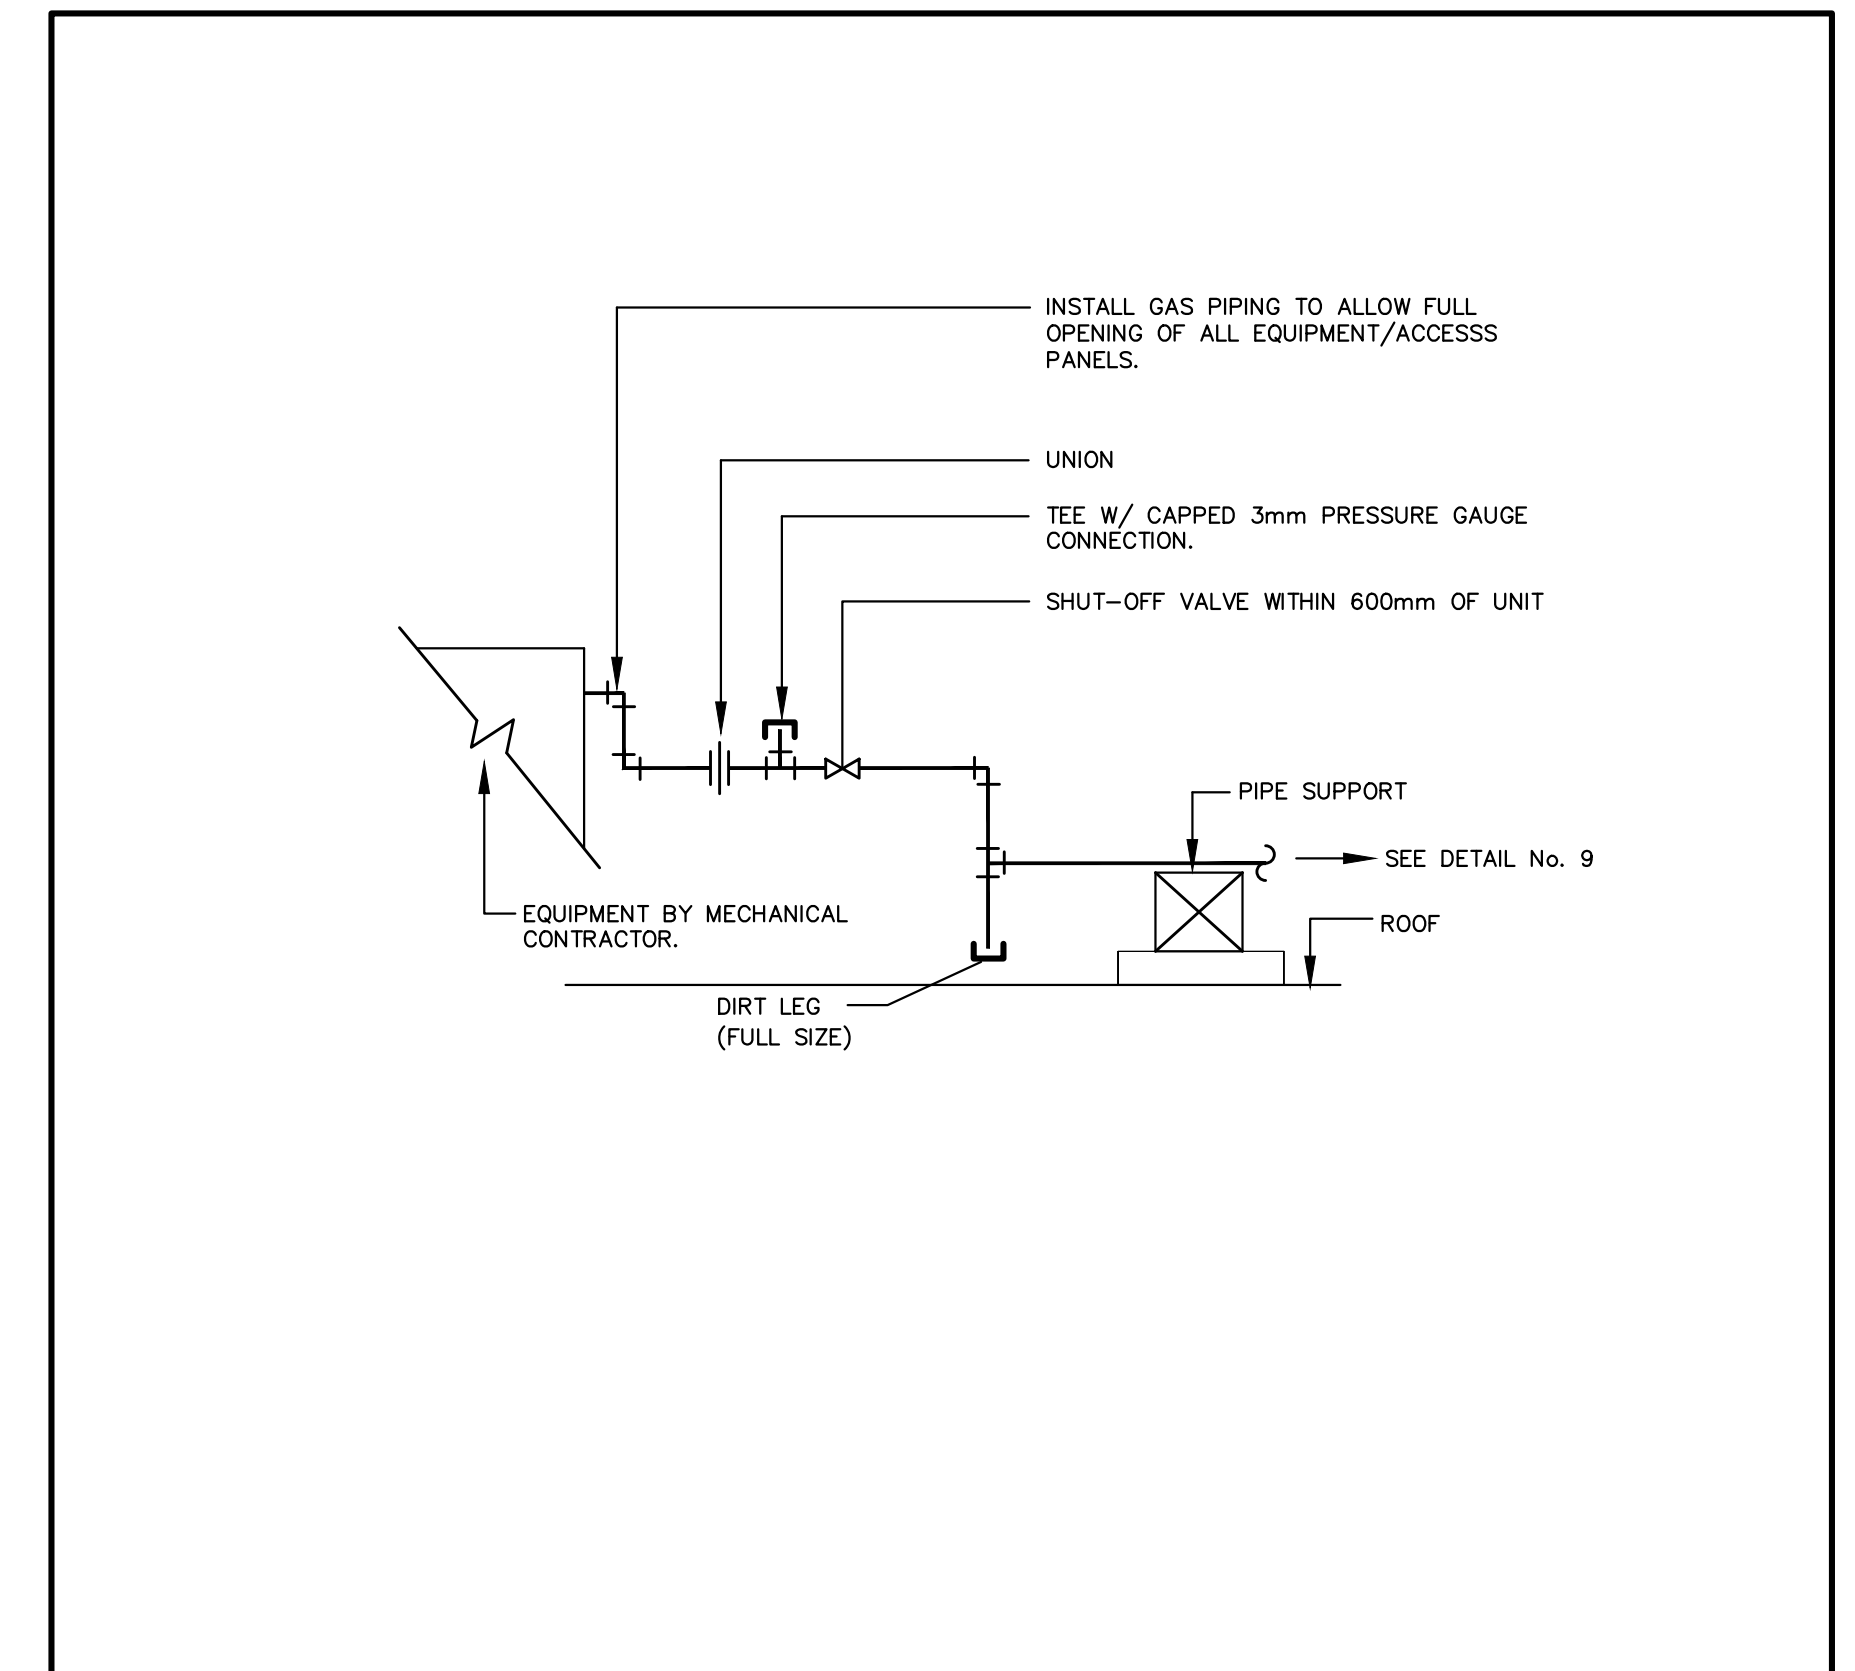 INSTALL GAS PIPING TO ALLOW FULL
OPENING OF ALL EQUIPMENT/ACCESSS
PANELS.
UNION
TEE W/ CAPPED 3mm PRESSURE GAUGE
CONNECTION.
SHUT-OFF VALVE WITHIN 600mm OF UNIT
PIPE SUPPORT
SEE DETAIL No. 9
ROOF
EQUIPMENT BY MECHANICAL
CONTRACTOR.
DIRT LEG
(FULL SIZE)